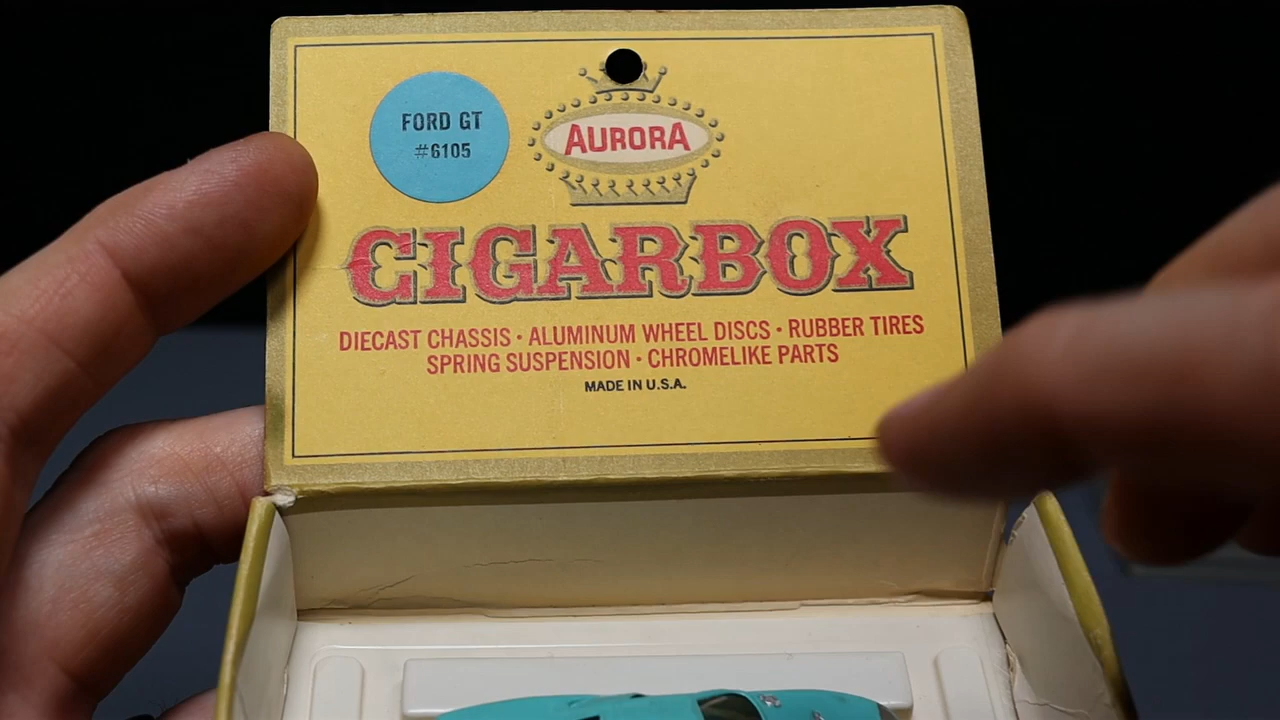 FORD GT
#6105
AURORA
CIGARBOX
DIECAST CHASSIS • ALUMINUM WHEEL DISCS • RUBBER TIRES
SPRING SUSPENSION • CHROMELIKE PARTS
MADE IN U.S.A.